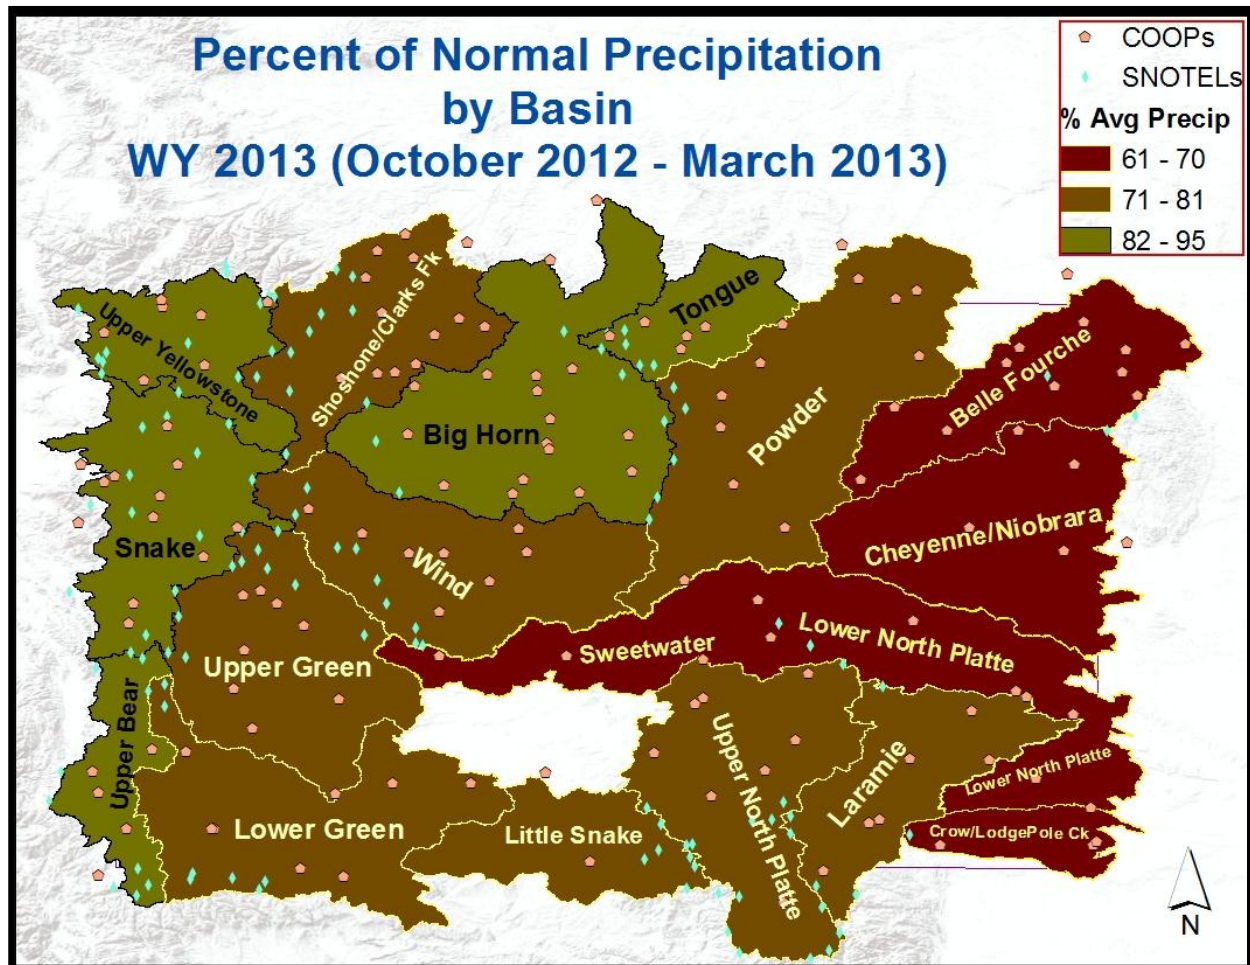 Percent of Normal Precipitation
by Basin
WY 2013 (October 2012 - March 2013)
COOPs
SNOTELs
% Avg Precip
61 - 70
71 - 81
82 - 95
Upper Yellowstone
Shoshone/Clarks Fk
Tongue
Big Horn
Powder
Belle Fourche
Snake
Wind
Cheyenne/Niobrara
Upper Green
Sweetwater
Lower North Platte
Upper Bear
Upper North Platte
Laramie
Lower North Platte
Lower Green
Little Snake
Crow/LodgePole Ck
N